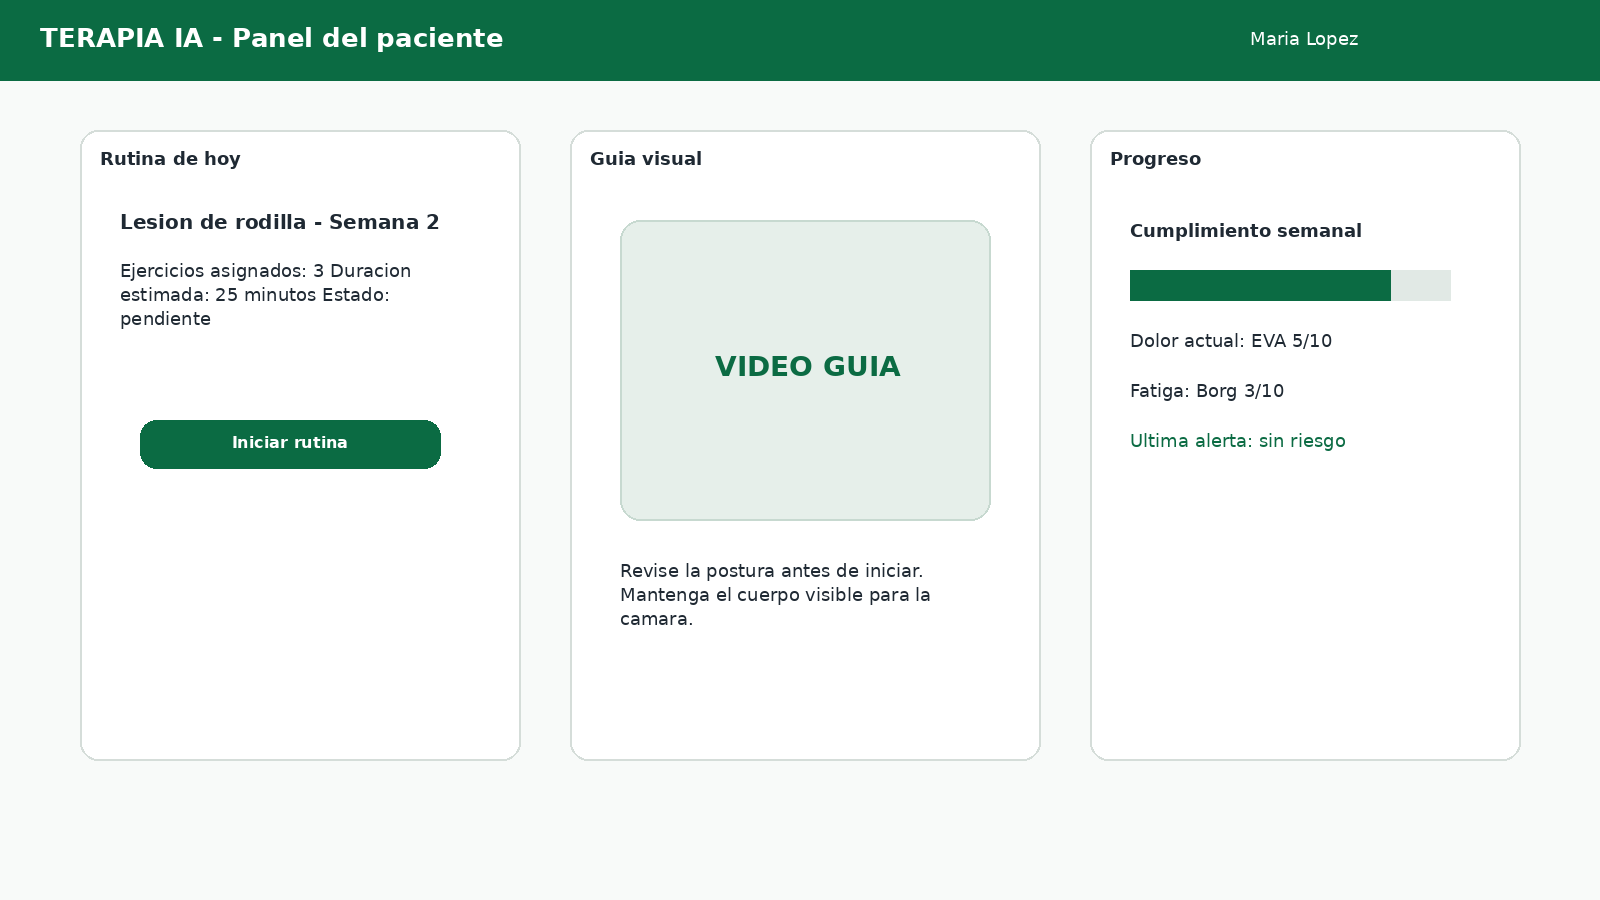 TERAPIA IA - Panel del paciente
Maria Lopez
Rutina de hoy
Lesion de rodilla - Semana 2
Ejercicios asignados: 3 Duracion
estimada: 25 minutos Estado:
pendiente
Iniciar rutina
Guia visual
VIDEO GUIA
Revise la postura antes de iniciar.
Mantenga el cuerpo visible para la
camara.
Progreso
Cumplimiento semanal
Dolor actual: EVA 5/10
Fatiga: Borg 3/10
Ultima alerta: sin riesgo